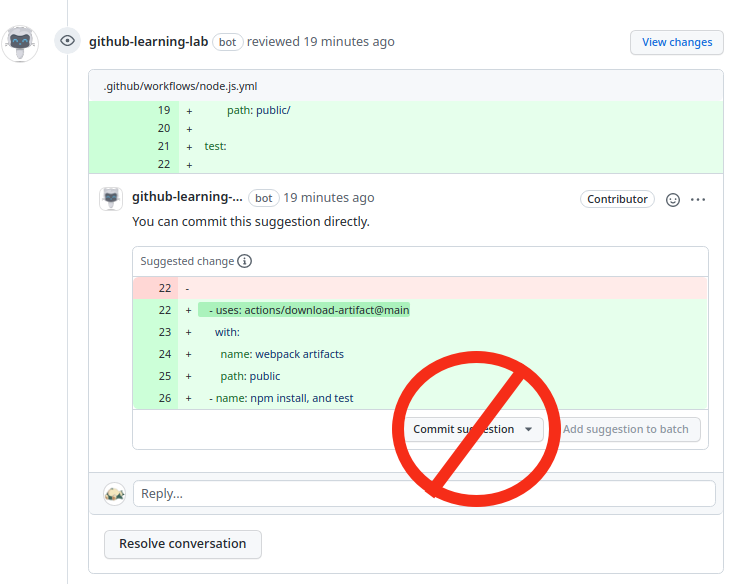 github-learning-lab bot reviewed 19 minutes ago View changes
.github/workflows/node.js.yml
19 + path: public/
20 +
21 + test:
22 +
github-learning-... bot 19 minutes ago Contributor
You can commit this suggestion directly.
Suggested change
22 -
22 + - uses: actions/download-artifact@main
23 + with:
24 + name: webpack artifacts
25 + path: public
26 + - name: npm install, and test
Commit suggestion Add suggestion to batch
Reply...
Resolve conversation